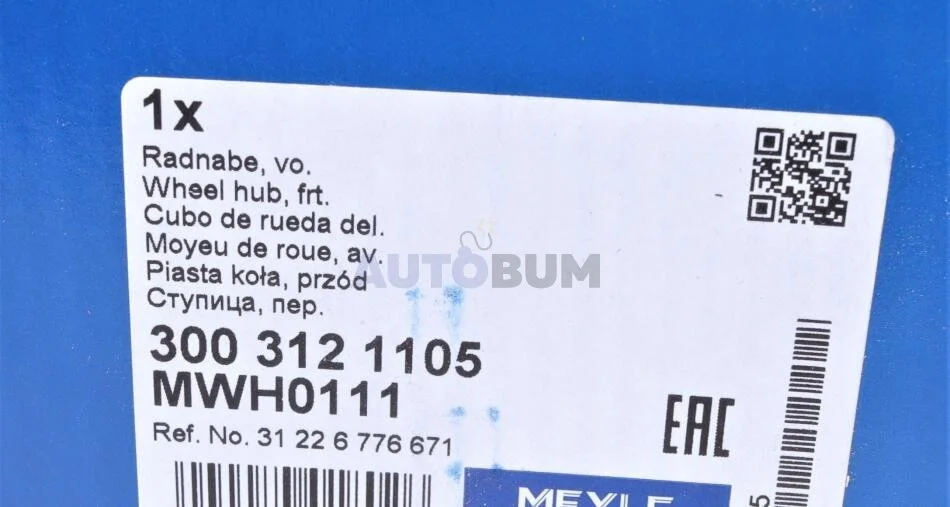 1x
Radnabe, vo.
Wheel hub, frt.
Cubo de rueda del.
Moyeu de roue, av.
Piasta koła, przód
Ступица, пер.
AUTOBUM
300 312 1105
MWH0111
Ref. No. 31 22 6 776 671
EAC
MEYLE
5